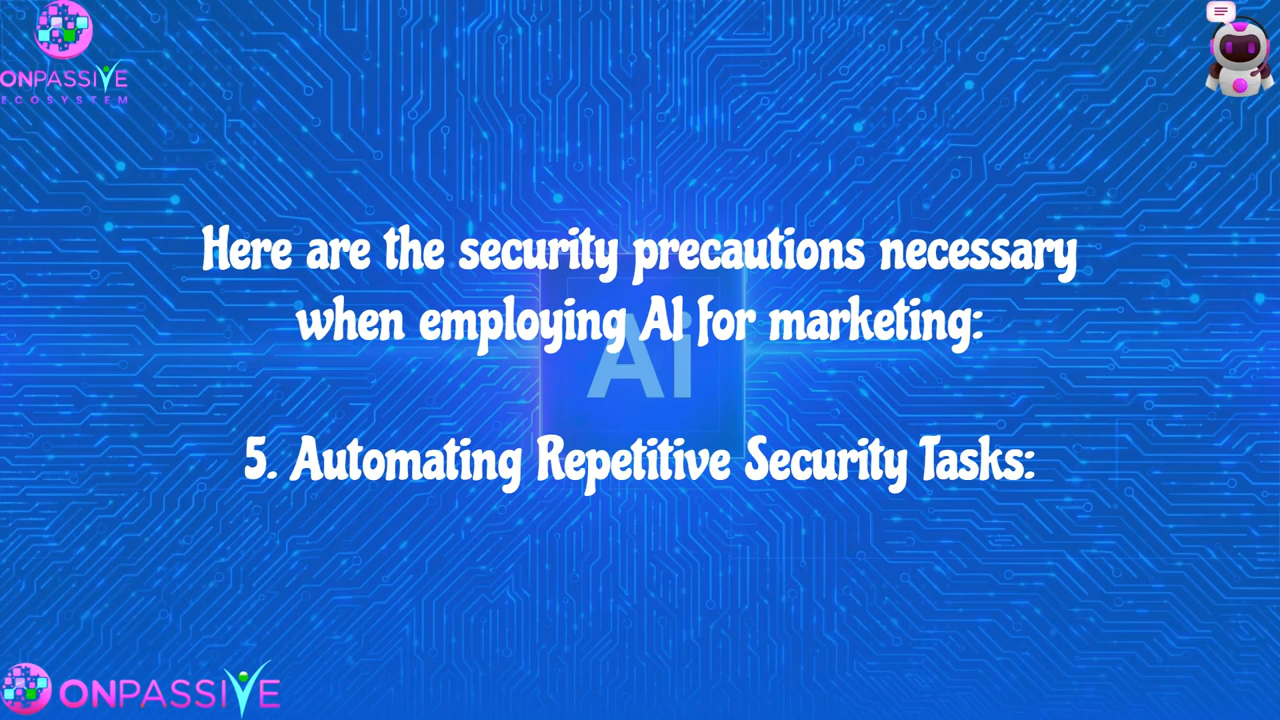 ONPASSIVE
ECOSYSTEM
Here are the security precautions necessary
when employing AI for marketing:
Ai
5. Automating Repetitive Security Tasks:
ONPASSIVE